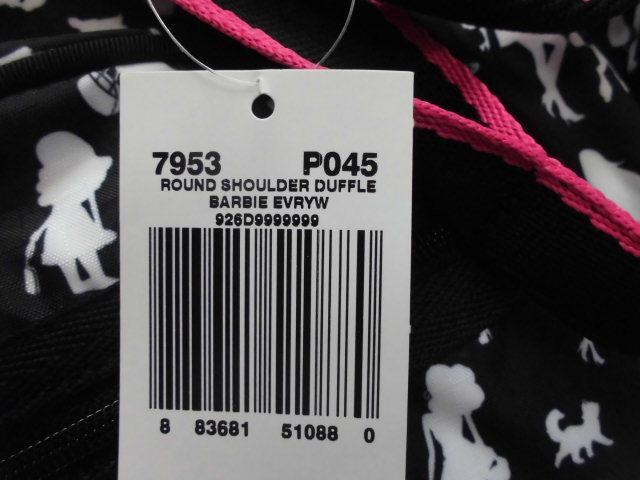 7953 P045
ROUND SHOULDER DUFFLE
BARBIE EVRYW
926D9999999
8 83681 51088 0